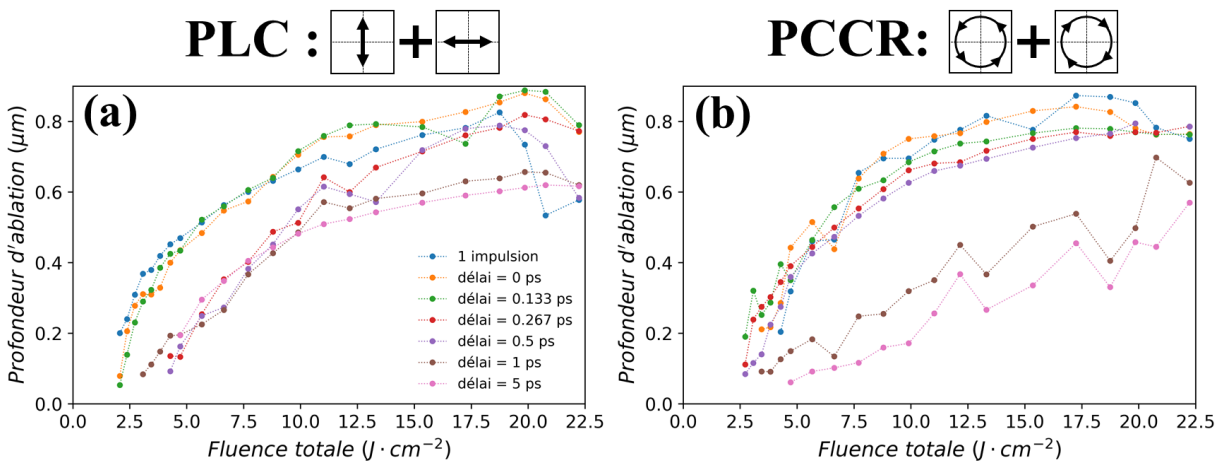 PLC : +
PCCR: +
(a)
Profondeur d'ablation (μm)
0.8
0.6
0.4
0.2
0.0
1 impulsion
délai = 0 ps
délai = 0.133 ps
délai = 0.267 ps
délai = 0.5 ps
délai = 1 ps
délai = 5 ps
0.0 2.5 5.0 7.5 10.0 12.5 15.0 17.5 20.0 22.5
Fluence totale (J · cm⁻²)
(b)
Profondeur d'ablation (μm)
0.8
0.6
0.4
0.2
0.0
0.0 2.5 5.0 7.5 10.0 12.5 15.0 17.5 20.0 22.5
Fluence totale (J · cm⁻²)